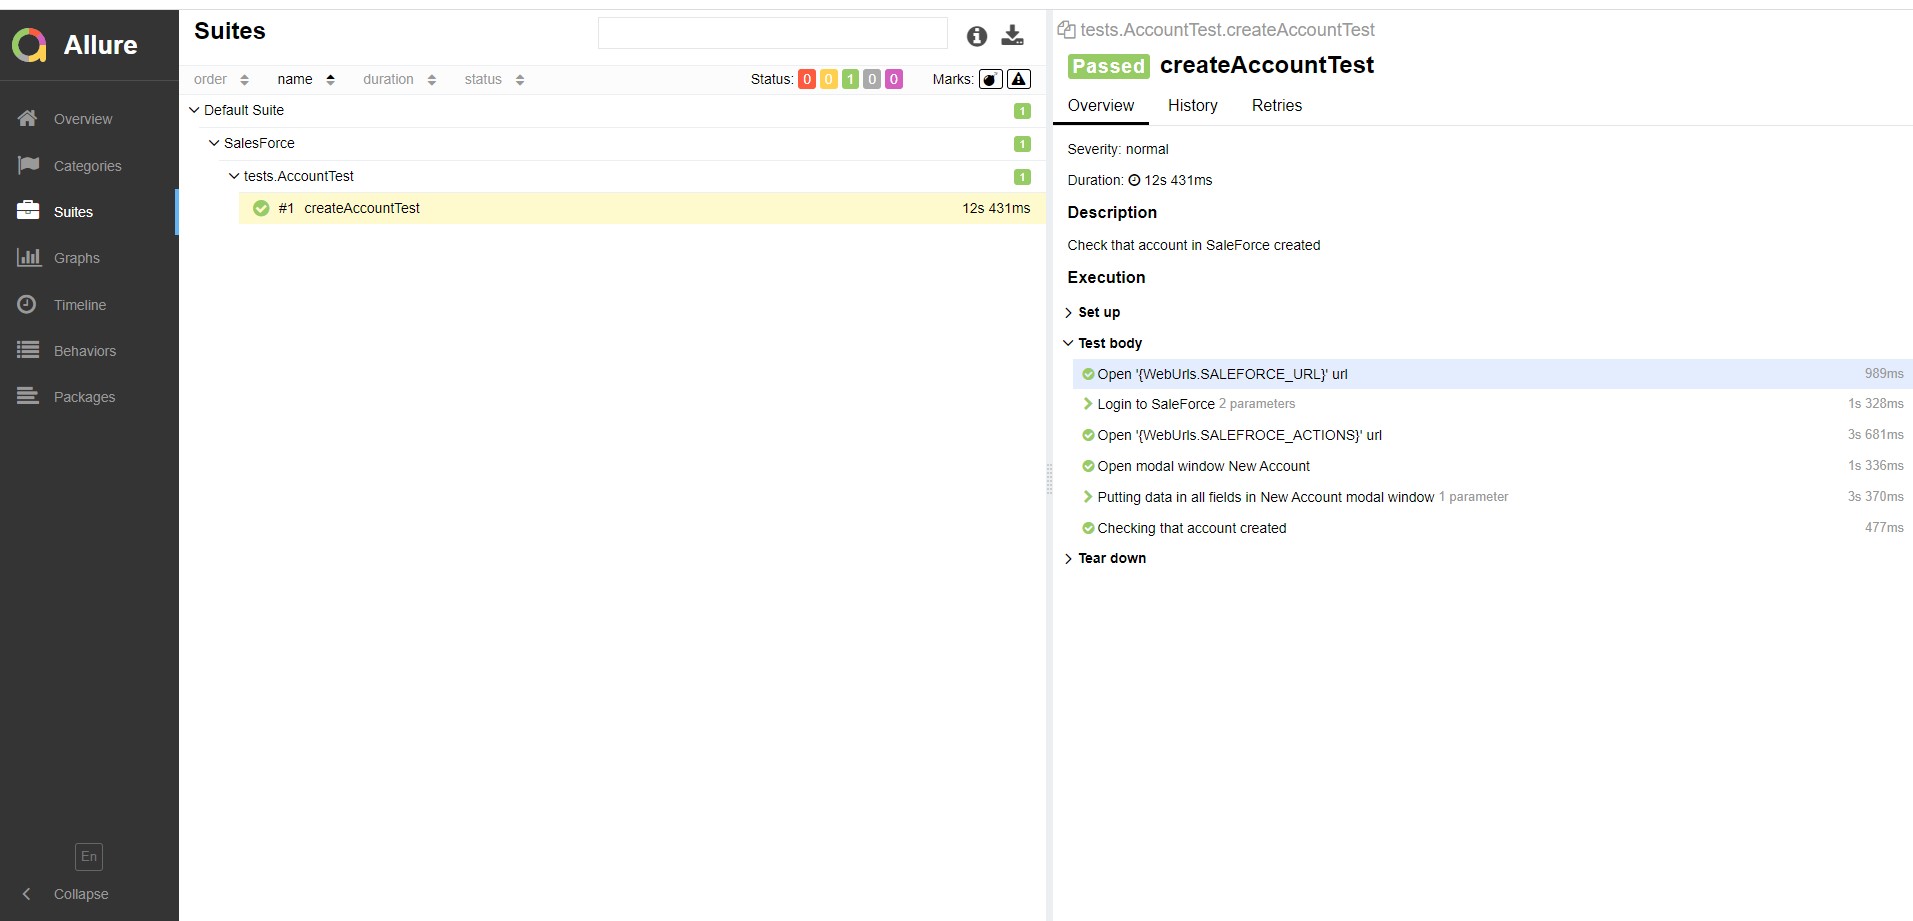 Allure
Overview
Categories
Suites
Graphs
Timeline
Behaviors
Packages
En
Collapse
Suites
order name duration status Status: 0 0 1 0 0 Marks:
Default Suite 1
SalesForce 1
tests.AccountTest 1
#1 createAccountTest 12s 431ms
tests.AccountTest.createAccountTest
Passed createAccountTest
Overview History Retries
Severity: normal
Duration: 12s 431ms
Description
Check that account in SaleForce created
Execution
Set up
Test body
Open '{WebUrls.SALEFORCE_URL}' url 989ms
Login to SaleForce 2 parameters 1s 328ms
Open '{WebUrls.SALEFROCE_ACTIONS}' url 3s 681ms
Open modal window New Account 1s 336ms
Putting data in all fields in New Account modal window 1 parameter 3s 370ms
Checking that account created 477ms
Tear down